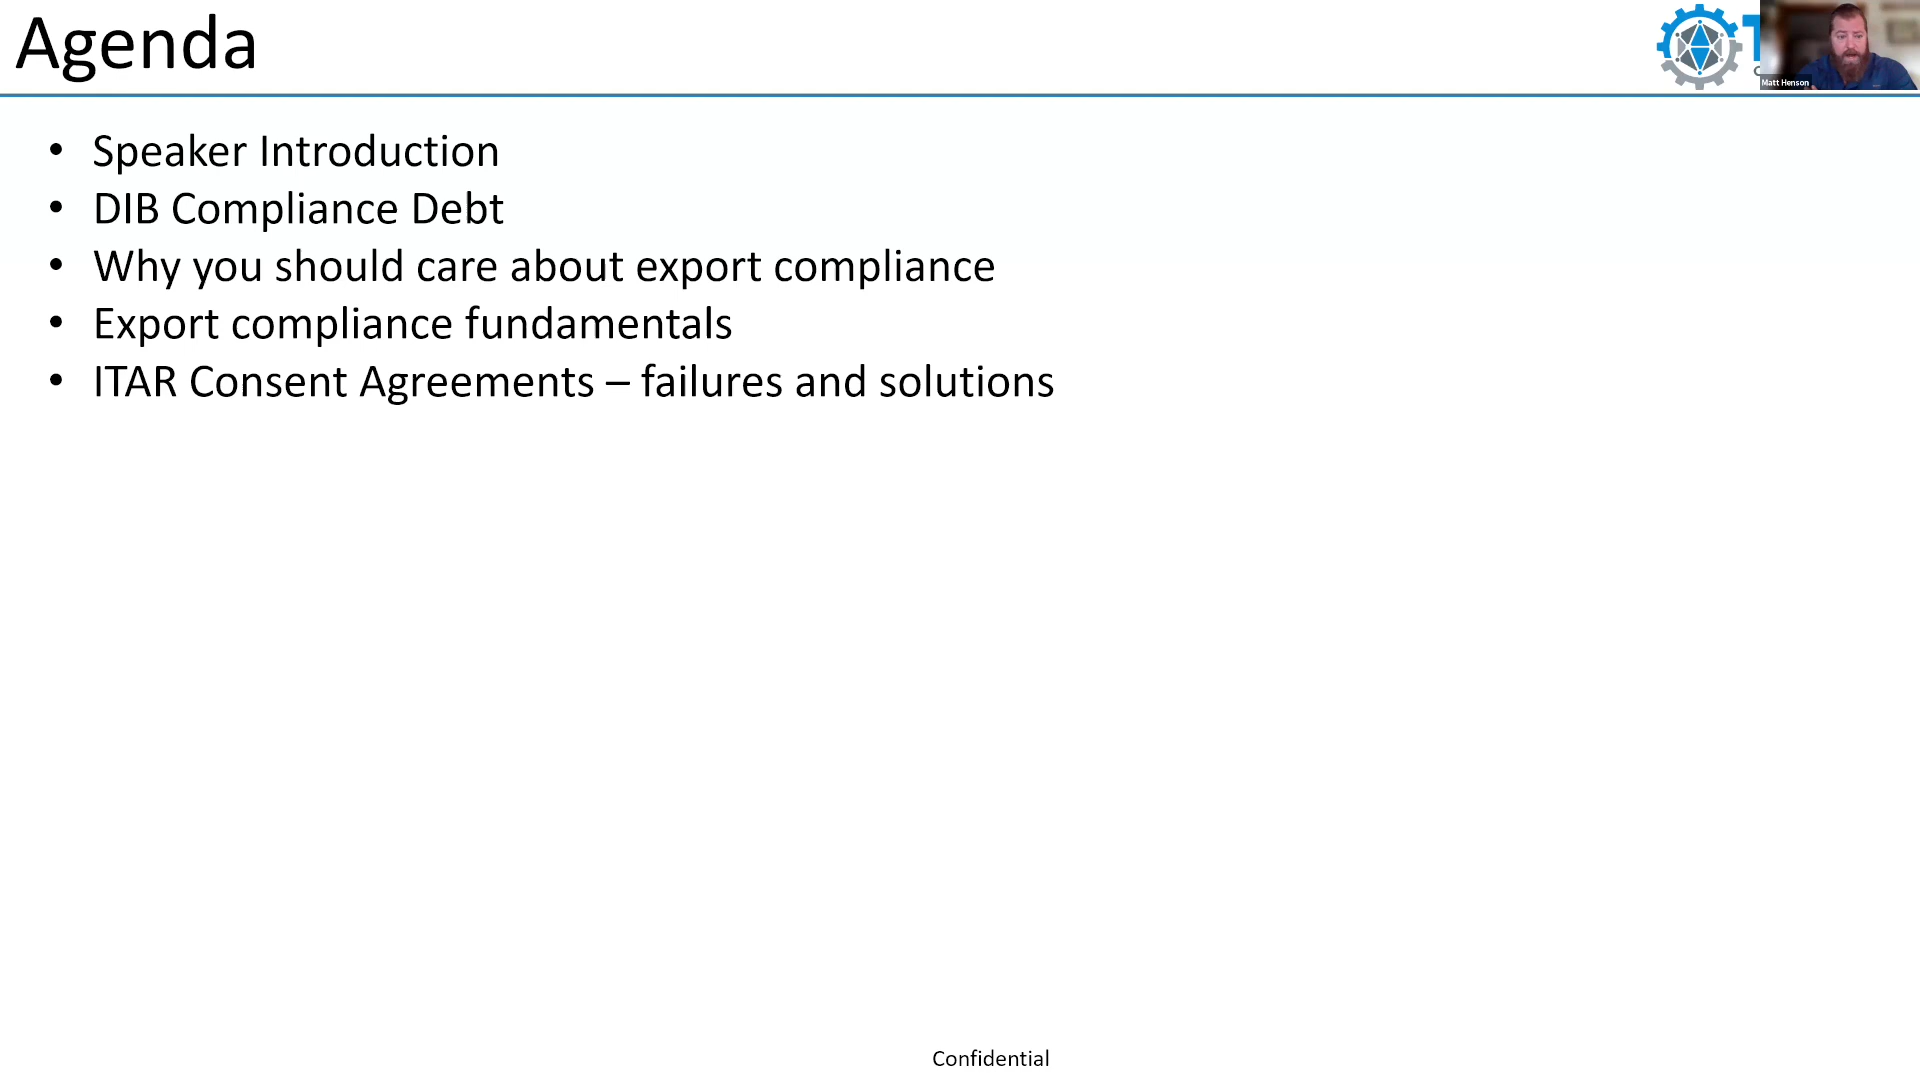 Agenda
Matt Henson
• Speaker Introduction
• DIB Compliance Debt
• Why you should care about export compliance
• Export compliance fundamentals
• ITAR Consent Agreements – failures and solutions
Confidential